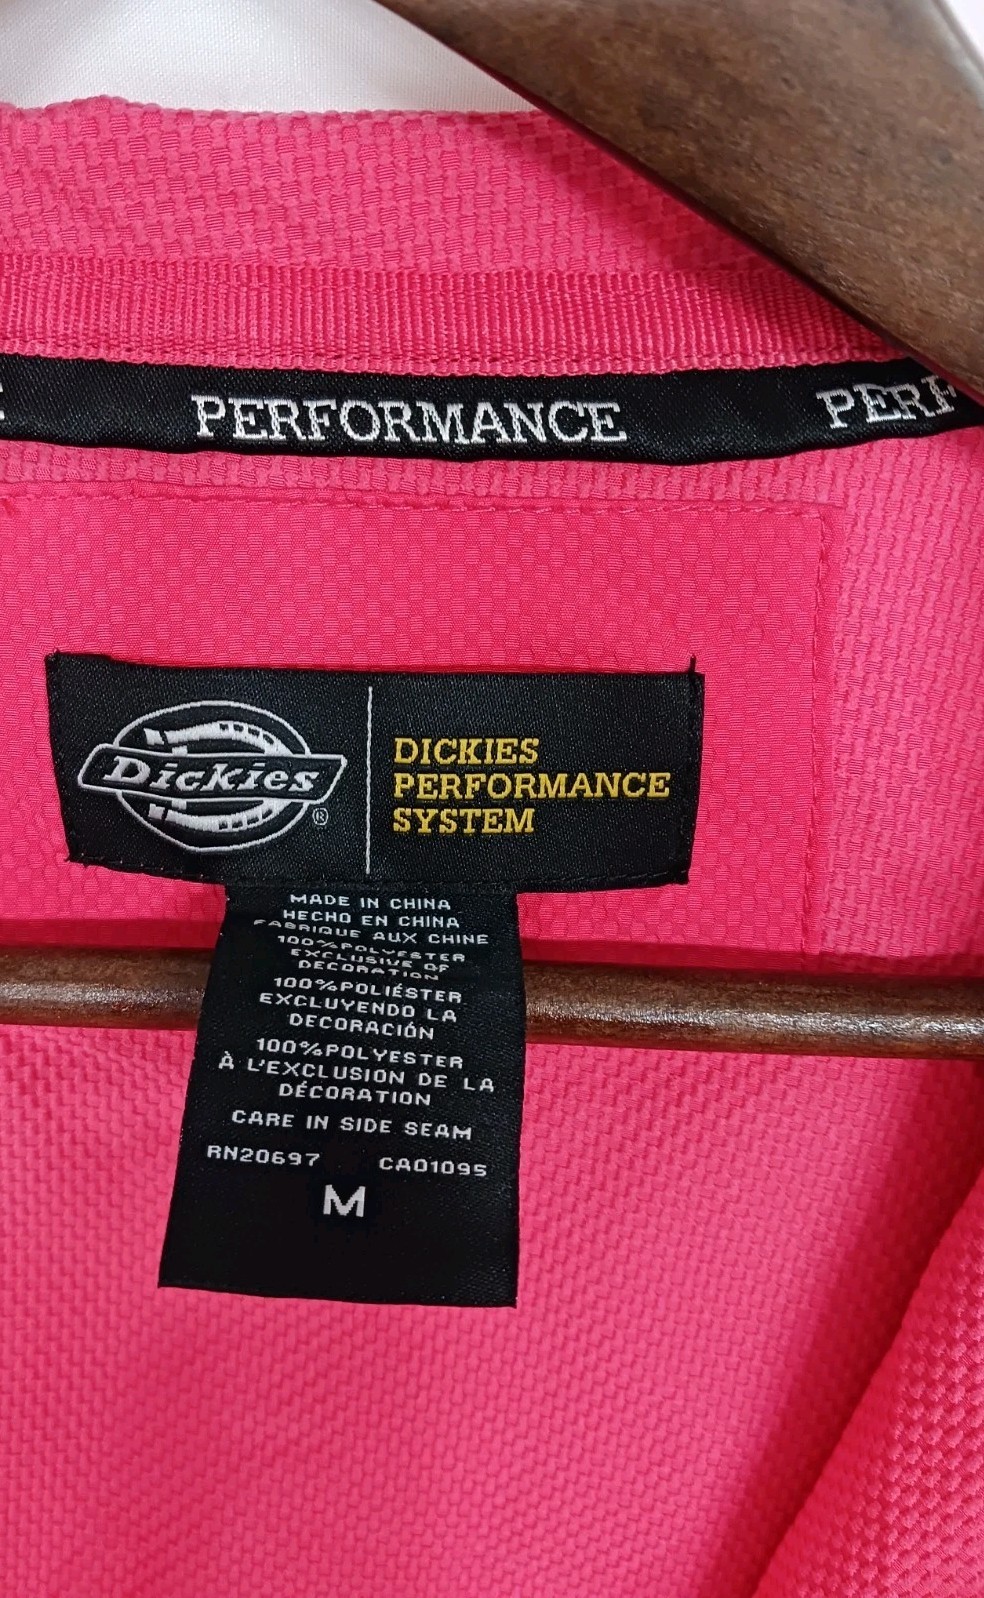 PERFORMANCE
Dickies ®
DICKIES
PERFORMANCE
SYSTEM
MADE IN CHINA
HECHO EN CHINA
FABRIQUE AUX CHINE
100%POLYESTER
EXCLUSIVE OF
DECORATION
100%POLIÉSTER
EXCLUYENDO LA
DECORACIÓN
100%POLYESTER
À L'EXCLUSION DE LA
DÉCORATION
CARE IN SIDE SEAM
RN20697 CA01095
M